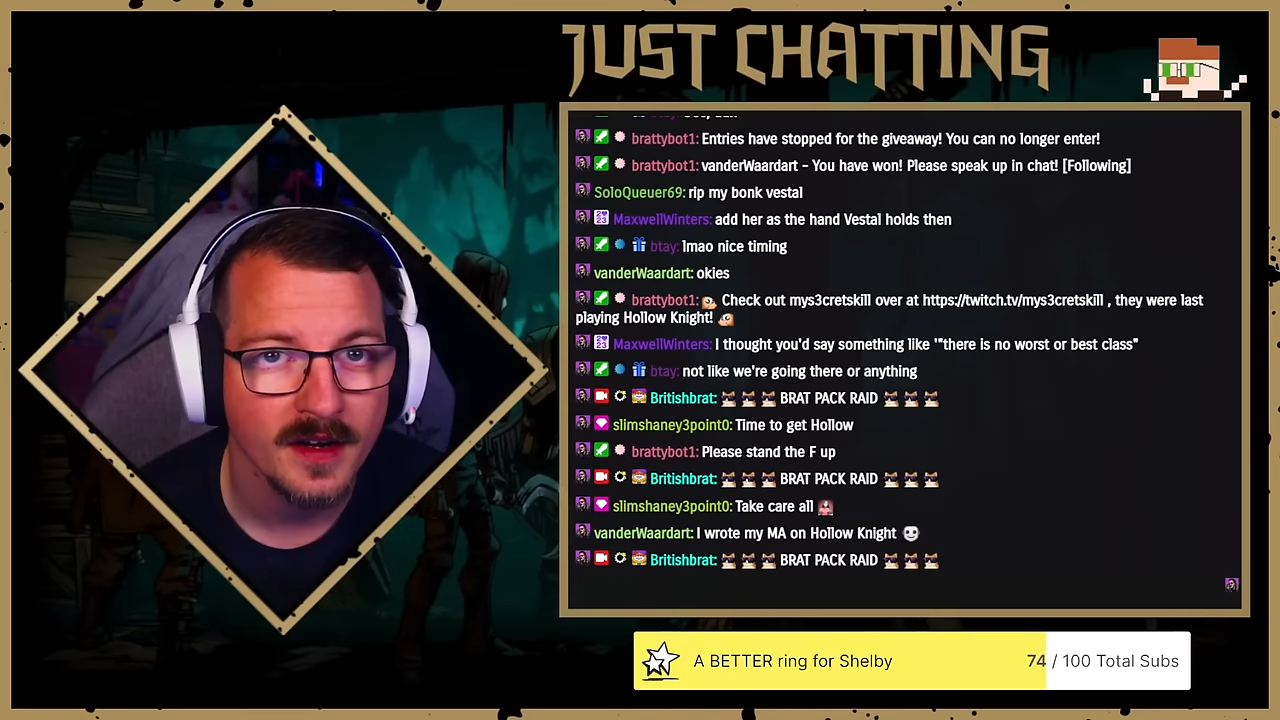 JUST CHATTING
brattybot1: Entries have stopped for the giveaway! You can no longer enter!
brattybot1: vanderWaardart - You have won! Please speak up in chat! [Following]
SoloQueuer69: rip my bonk vestal
MaxwellWinters: add her as the hand Vestal holds then
btay: lmao nice timing
vanderWaardart: okies
brattybot1: Check out mys3cretskill over at https://twitch.tv/mys3cretskill , they were last
playing Hollow Knight!
MaxwellWinters: I thought you'd say something like '"there is no worst or best class"
btay: not like we're going there or anything
Britishbrat: BRAT PACK RAID
slimshaney3point0: Time to get Hollow
brattybot1: Please stand the F up
Britishbrat: BRAT PACK RAID
slimshaney3point0: Take care all
vanderWaardart: I wrote my MA on Hollow Knight
Britishbrat: BRAT PACK RAID
A BETTER ring for Shelby 74 / 100 Total Subs